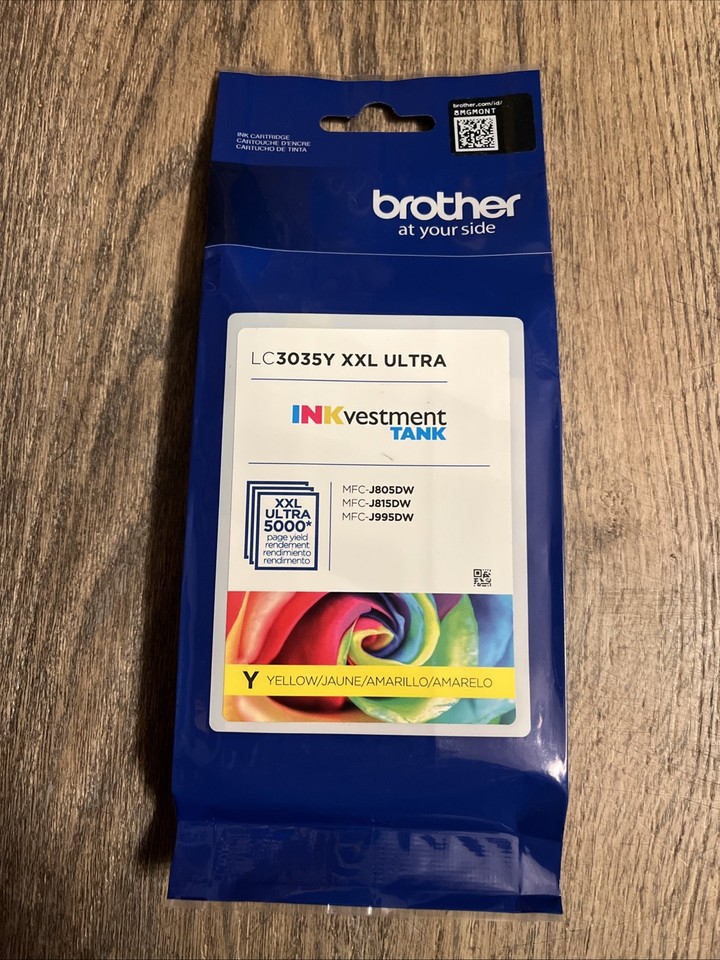 brother.com/id/
8MGMONT
INK CARTRIDGE
CARTOUCHE D'ENCRE
CARTUCHO DE TINTA
brother
at your side
LC3035Y XXL ULTRA
INKvestment
TANK
XXL
ULTRA
5000*
page yield
rendement
rendimiento
rendimento
MFC-J805DW
MFC-J815DW
MFC-J995DW
Y YELLOW/JAUNE/AMARILLO/AMARELO